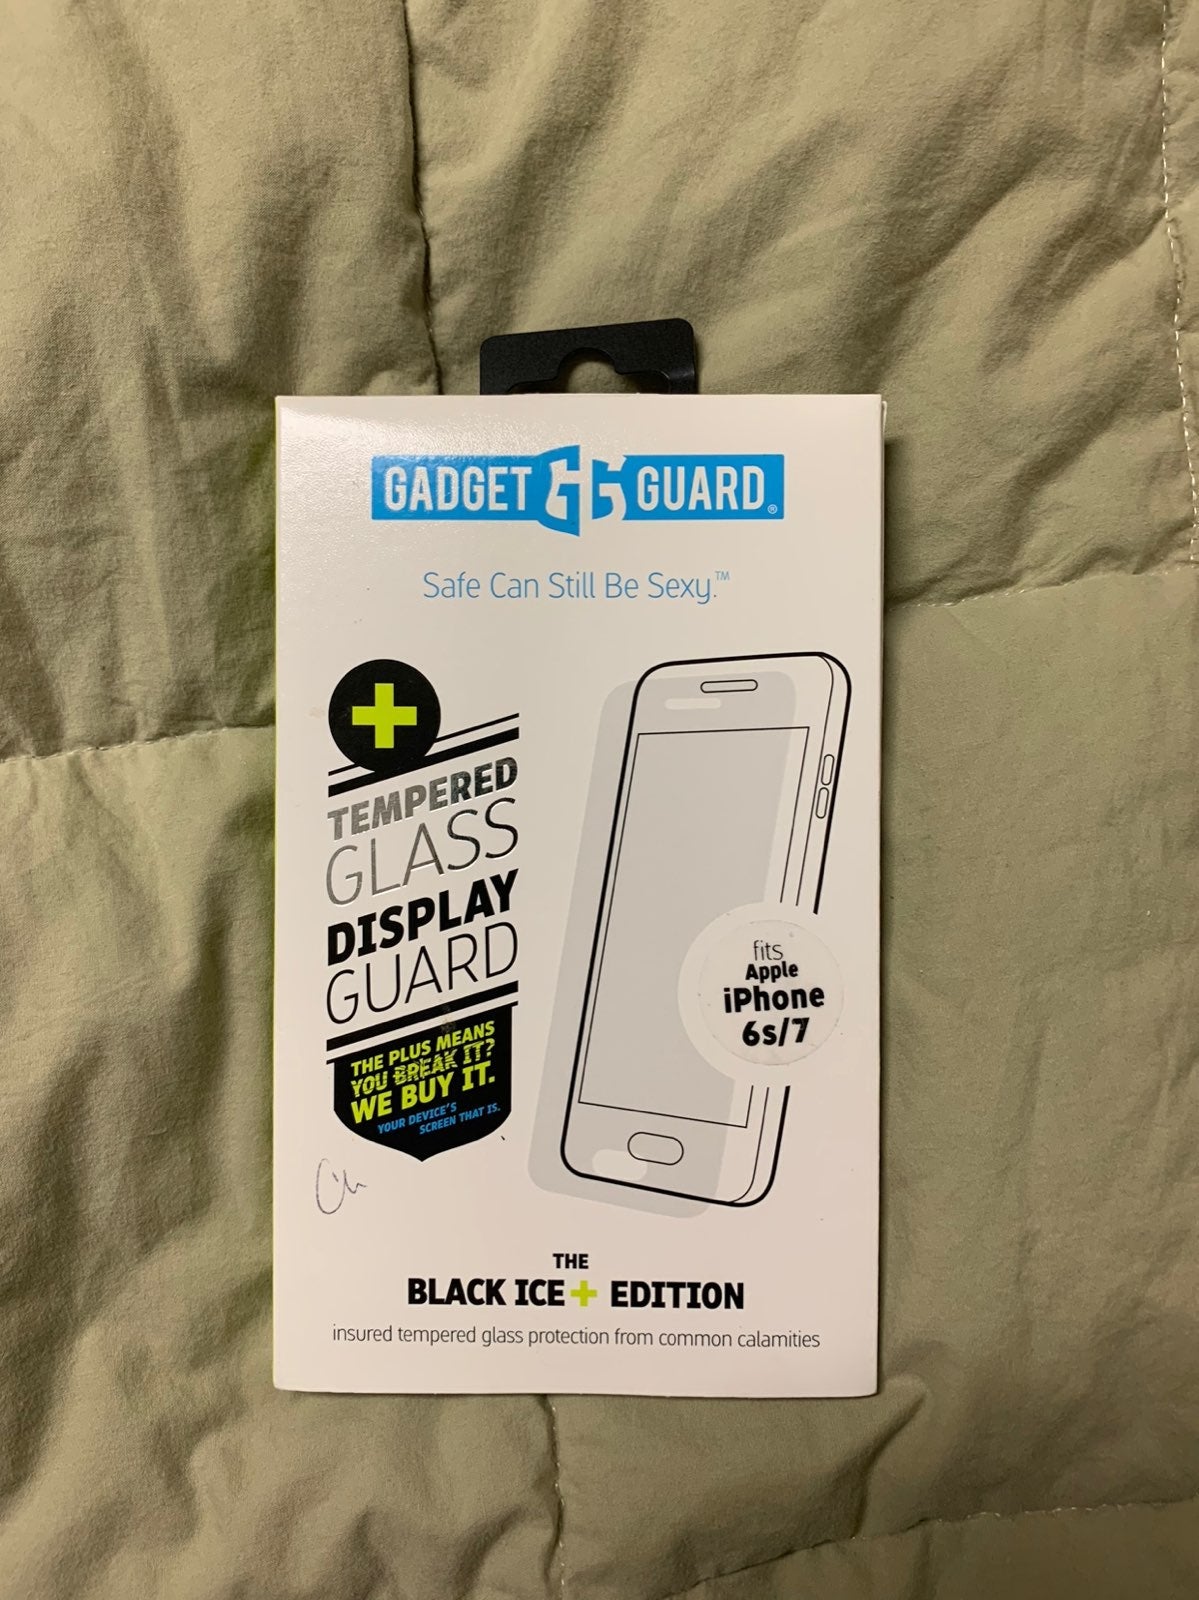 GADGET GG GUARD®
Safe Can Still Be Sexy.™
TEMPERED
GLASS
DISPLAY
GUARD
THE PLUS MEANS
YOU BREAK IT?
WE BUY IT.
YOUR DEVICE'S
SCREEN THAT IS.
fits
Apple
iPhone
6s/7
THE
BLACK ICE + EDITION
insured tempered glass protection from common calamities